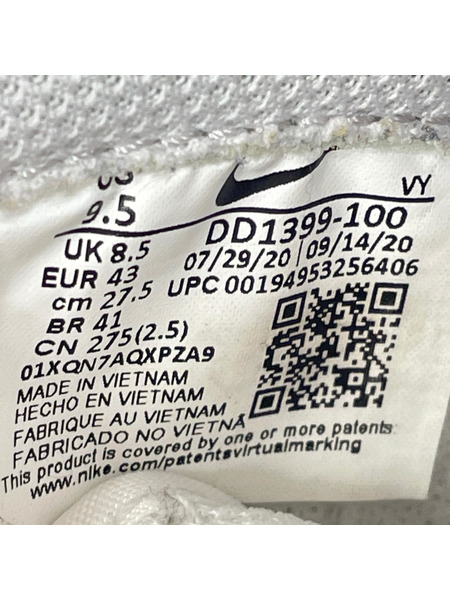 US
9.5
UK 8.5
EUR 43
cm 27.5
BR 41
CN 275(2.5)
VY
DD1399-100
07/29/20 09/14/20
UPC 00194953256406
01XQN7AQXPZA9
MADE IN VIETNAM
HECHO EN VIETNAM
FABRIQUE AU VIETNAM
FABRICADO NO VIETNÃ
This product is covered by one or more patents
www.nike.com/patentsvirtualmarking